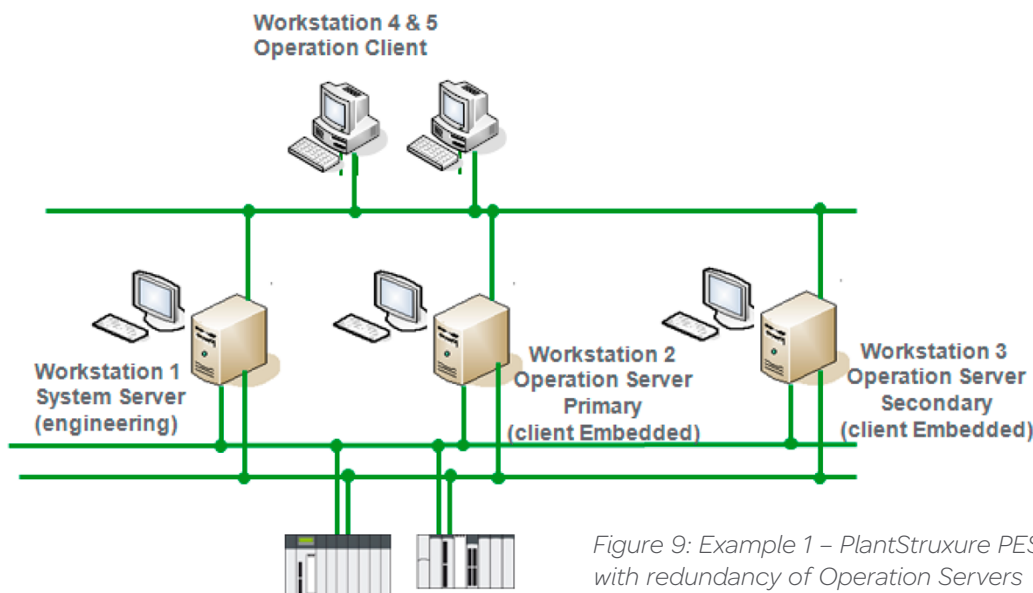 Workstation 4 & 5
Operation Client
Workstation 1
System Server
(engineering)
Workstation 2
Operation Server
Primary
(client Embedded)
Workstation 3
Operation Server
Secondary
(client Embedded)
Figure 9: Example 1 – PlantStruxure PES
with redundancy of Operation Servers